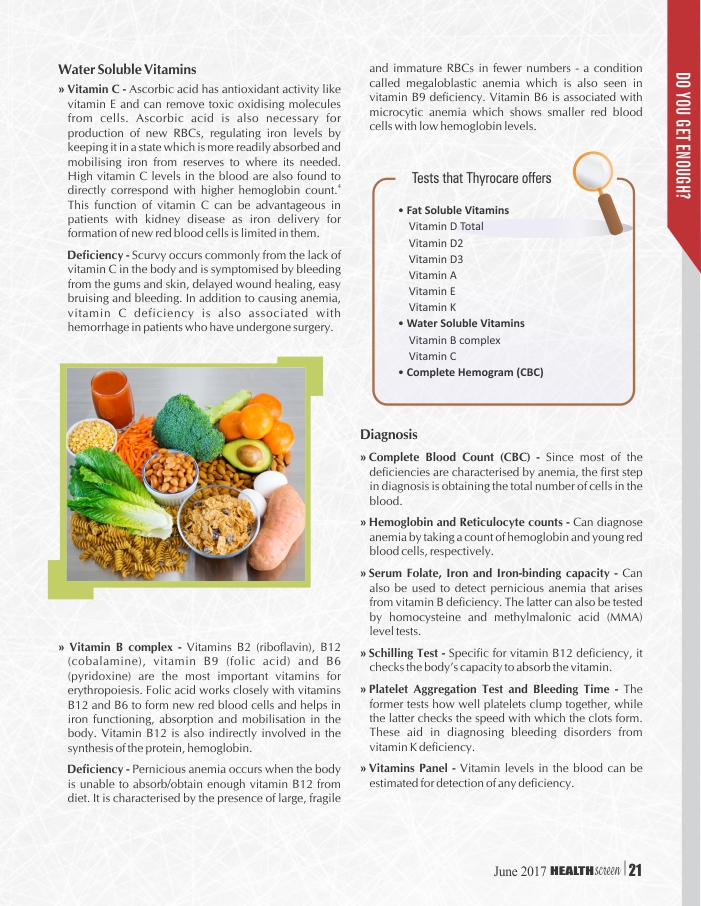 Water Soluble Vitamins
» Vitamin C - Ascorbic acid has antioxidant activity like
vitamin E and can remove toxic oxidising molecules
from cells. Ascorbic acid is also necessary for
production of new RBCs, regulating iron levels by
keeping it in a state which is more readily absorbed and
mobilising iron from reserves to where its needed.
High vitamin C levels in the blood are also found to
directly correspond with higher hemoglobin count.⁴
This function of vitamin C can be advantageous in
patients with kidney disease as iron delivery for
formation of new red blood cells is limited in them.
Deficiency - Scurvy occurs commonly from the lack of
vitamin C in the body and is symptomised by bleeding
from the gums and skin, delayed wound healing, easy
bruising and bleeding. In addition to causing anemia,
vitamin C deficiency is also associated with
hemorrhage in patients who have undergone surgery.
» Vitamin B complex - Vitamins B2 (riboflavin), B12
(cobalamine), vitamin B9 (folic acid) and B6
(pyridoxine) are the most important vitamins for
erythropoiesis. Folic acid works closely with vitamins
B12 and B6 to form new red blood cells and helps in
iron functioning, absorption and mobilisation in the
body. Vitamin B12 is also indirectly involved in the
synthesis of the protein, hemoglobin.
Deficiency - Pernicious anemia occurs when the body
is unable to absorb/obtain enough vitamin B12 from
diet. It is characterised by the presence of large, fragile
and immature RBCs in fewer numbers - a condition
called megaloblastic anemia which is also seen in
vitamin B9 deficiency. Vitamin B6 is associated with
microcytic anemia which shows smaller red blood
cells with low hemoglobin levels.
Tests that Thyrocare offers
• Fat Soluble Vitamins
Vitamin D Total
Vitamin D2
Vitamin D3
Vitamin A
Vitamin E
Vitamin K
• Water Soluble Vitamins
Vitamin B complex
Vitamin C
• Complete Hemogram (CBC)
Diagnosis
» Complete Blood Count (CBC) - Since most of the
deficiencies are characterised by anemia, the first step
in diagnosis is obtaining the total number of cells in the
blood.
» Hemoglobin and Reticulocyte counts - Can diagnose
anemia by taking a count of hemoglobin and young red
blood cells, respectively.
» Serum Folate, Iron and Iron-binding capacity - Can
also be used to detect pernicious anemia that arises
from vitamin B deficiency. The latter can also be tested
by homocysteine and methylmalonic acid (MMA)
level tests.
» Schilling Test - Specific for vitamin B12 deficiency, it
checks the body's capacity to absorb the vitamin.
» Platelet Aggregation Test and Bleeding Time - The
former tests how well platelets clump together, while
the latter checks the speed with which the clots form.
These aid in diagnosing bleeding disorders from
vitamin K deficiency.
» Vitamins Panel - Vitamin levels in the blood can be
estimated for detection of any deficiency.
DO YOU GET ENOUGH?
June 2017 HEALTHscreen | 21